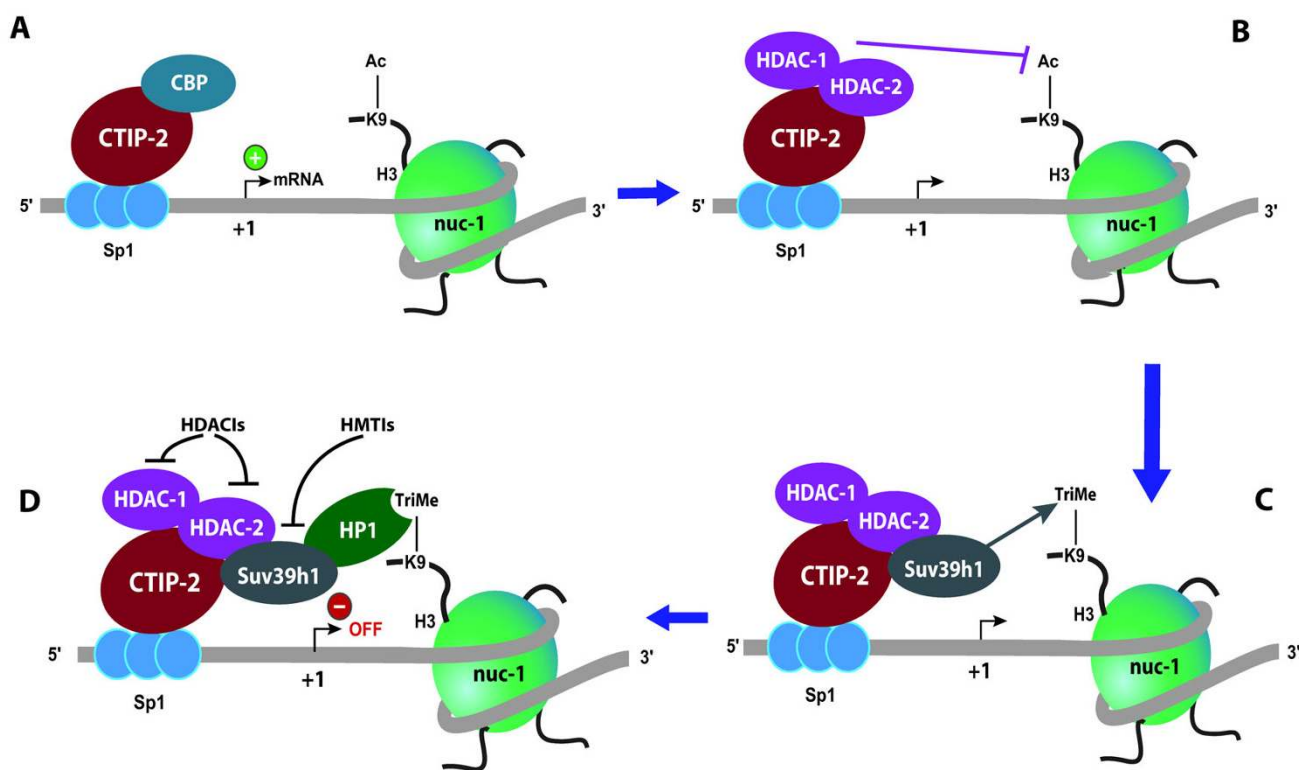 A
CBP
CTIP-2
+
mRNA
Ac
K9
H3
nuc-1
5'
3'
Sp1
+1
B
HDAC-1
HDAC-2
CTIP-2
Ac
K9
H3
nuc-1
5'
3'
Sp1
+1
C
HDAC-1
HDAC-2
CTIP-2
Suv39h1
TriMe
K9
H3
nuc-1
5'
3'
Sp1
+1
D
HDACIs
HMTIs
HDAC-1
HDAC-2
HP1
TriMe
CTIP-2
Suv39h1
K9
−
OFF
H3
nuc-1
5'
3'
Sp1
+1